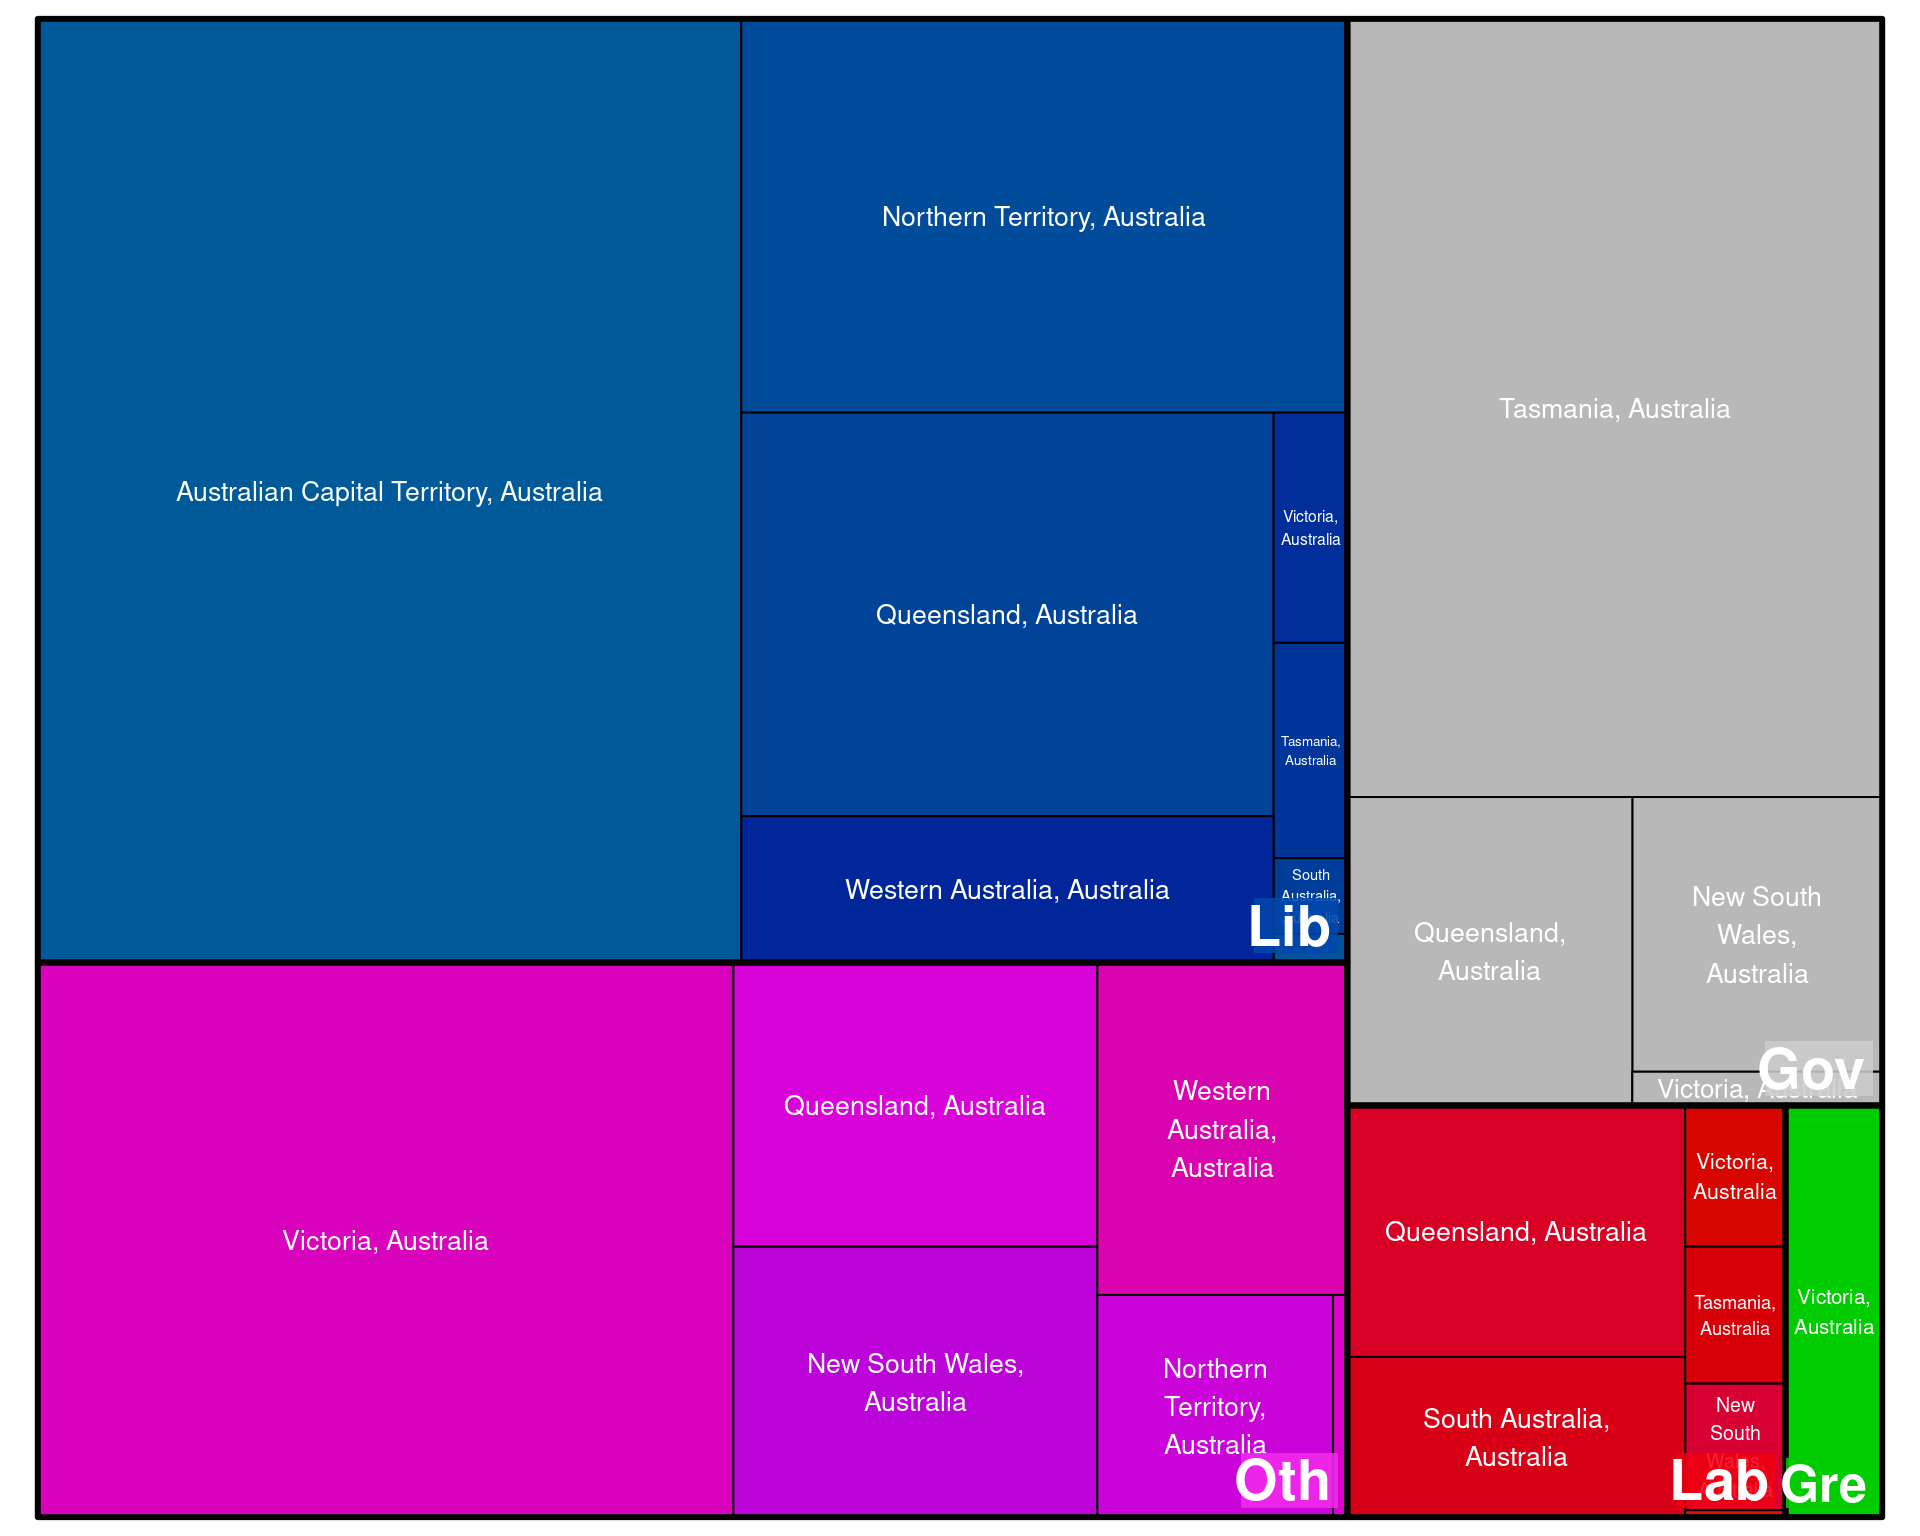 Australian Capital Territory, Australia
Northern Territory, Australia
Queensland, Australia
Victoria,
Australia
Tasmania,
Australia
Western Australia, Australia
South
Australia,
Lib
Tasmania, Australia
Queensland,
Australia
New South
Wales,
Australia
Victoria, Australia
Gov
Victoria, Australia
Queensland, Australia
New South Wales,
Australia
Western
Australia,
Australia
Northern
Territory,
Australia
Oth
Queensland, Australia
South Australia,
Australia
Victoria,
Australia
Tasmania,
Australia
New
South
Wales,
Lab
Victoria,
Australia
Gre